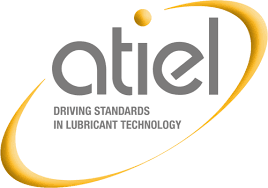 atiel
DRIVING STANDARDS
IN LUBRICANT TECHNOLOGY